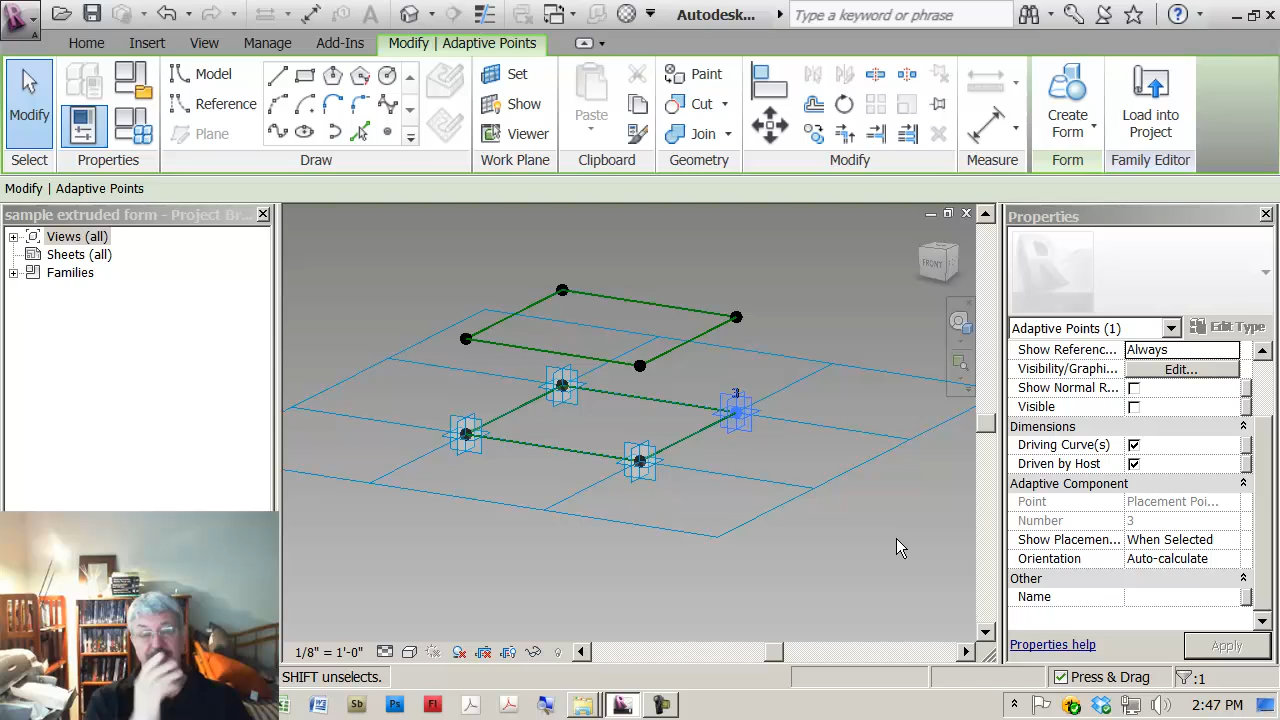 Autodesk...
Type a keyword or phrase
Home
Insert
View
Manage
Add-Ins
Modify | Adaptive Points
Modify
Model
Reference
Plane
Set
Show
Viewer
Paste
Paint
Cut
Join
Create
Form
Load into
Project
Select
Properties
Draw
Work Plane
Clipboard
Geometry
Modify
Measure
Form
Family Editor
Modify | Adaptive Points
sample extruded form - Project Br...
Views (all)
Sheets (all)
Families
FRONT
3
Properties
Adaptive Points (1)
Edit Type
Show Referenc... Always
Visibility/Graphi... Edit...
Show Normal R...
Visible
Dimensions
Driving Curve(s)
Driven by Host
Adaptive Component
Point Placement Poi...
Number 3
Show Placemen... When Selected
Orientation Auto-calculate
Other
Name
Properties help
Apply
1/8" = 1'-0"
SHIFT unselects.
Press & Drag
:1
Sb
Ps
Fl
2:47 PM